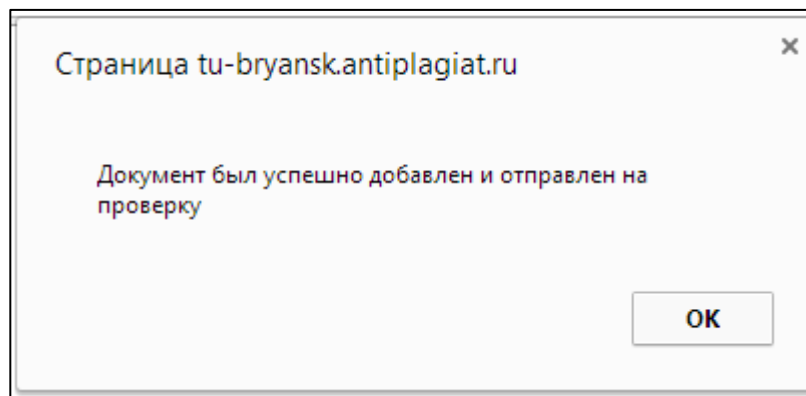 Страница tu-bryansk.antiplagiat.ru
Документ был успешно добавлен и отправлен на
проверку
OK